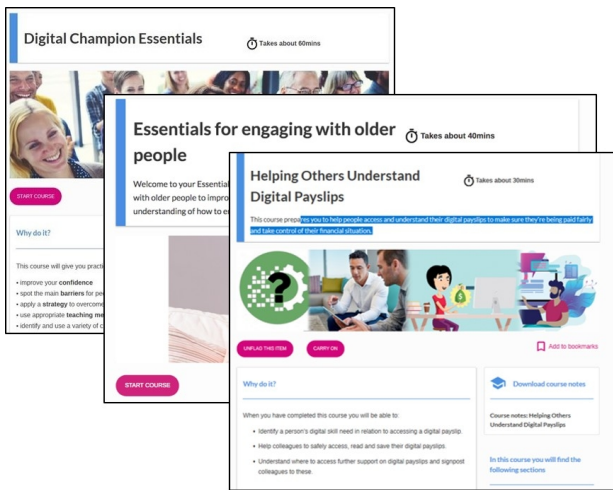 Digital Champion Essentials
Takes about 60mins
START COURSE
Why do it?
This course will give you practi
• improve your confidence
• spot the main barriers for pe
• apply a strategy to overcome
• use appropriate teaching me
• identify and use a variety of c
Essentials for engaging with older
people
Takes about 40mins
Welcome to your Essential
with older people to impro
understanding of how to e
START COURSE
Helping Others Understand
Digital Payslips
Takes about 30mins
This course prepares you to help people access and understand their digital payslips to make sure they're being paid fairly
and take control of their financial situation.
?
$
UNFLAG THIS ITEM
CARRY ON
Add to bookmarks
Why do it?
When you have completed this course you will be able to:
• Identify a person's digital skill need in relation to accessing a digital payslip.
• Help colleagues to safely access, read and save their digital payslips.
• Understand where to access further support on digital payslips and signpost
colleagues to these.
Download course notes
Course notes: Helping Others
Understand Digital Payslips
In this course you will find the
following sections